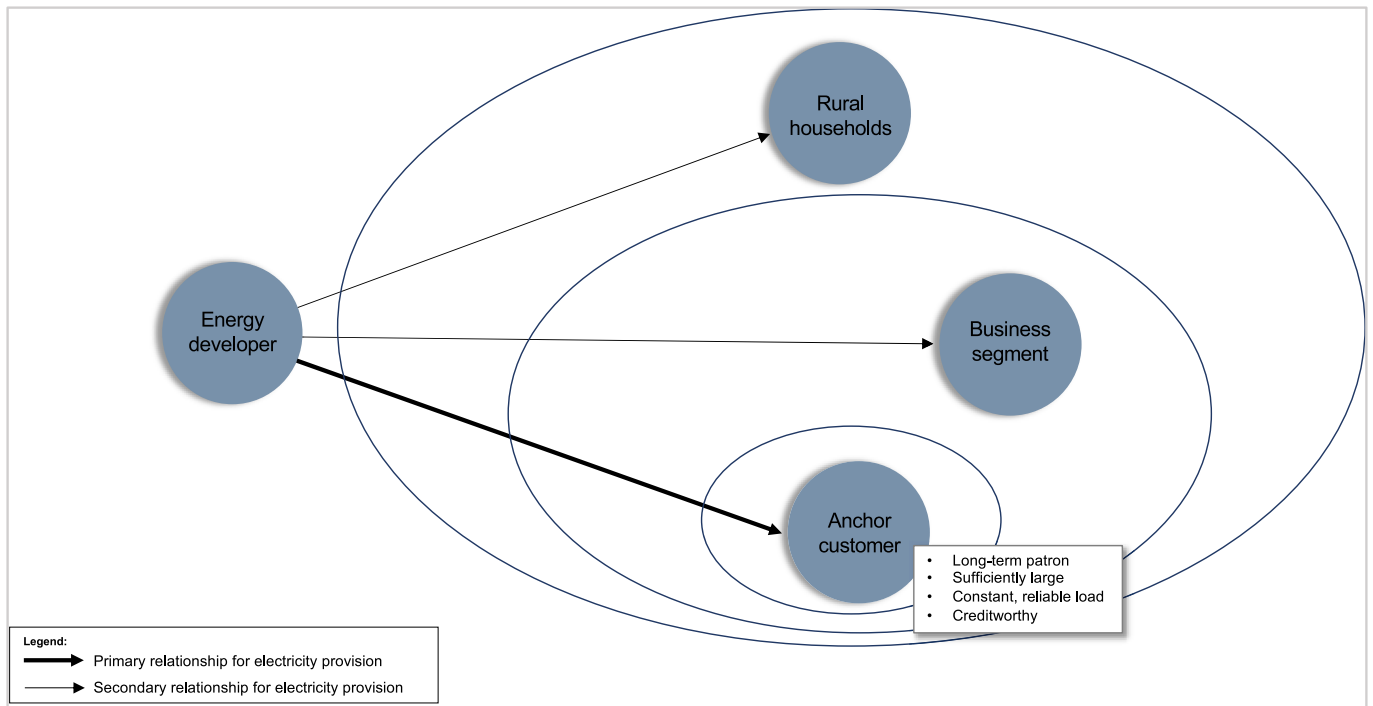 Rural
households
Energy
developer
Business
segment
Anchor
customer
• Long-term patron
• Sufficiently large
• Constant, reliable load
• Creditworthy
Legend:
Primary relationship for electricity provision
Secondary relationship for electricity provision